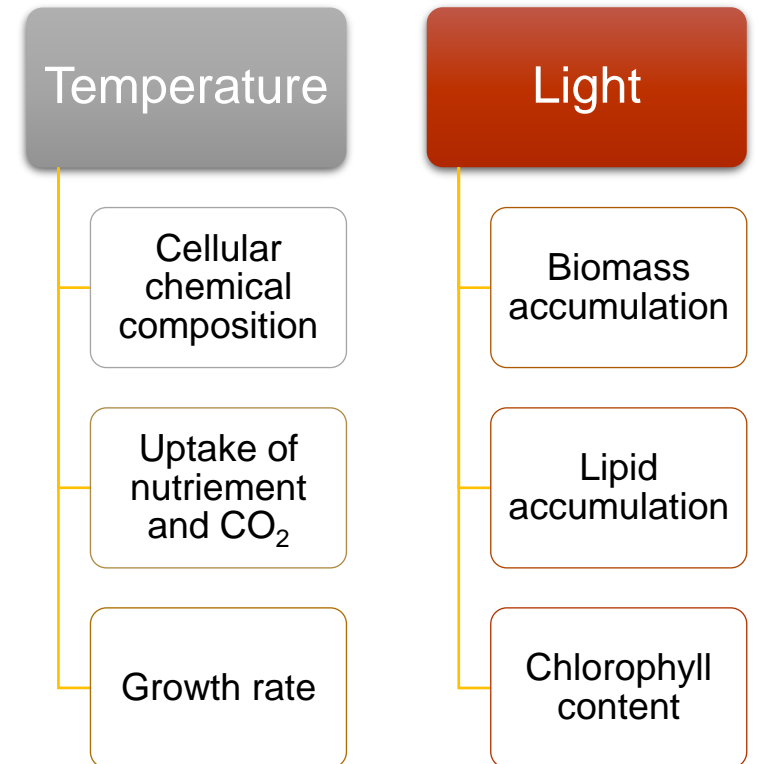 Temperature
Cellular
chemical
composition
Uptake of
nutriement
and CO₂
Growth rate
Light
Biomass
accumulation
Lipid
accumulation
Chlorophyll
content